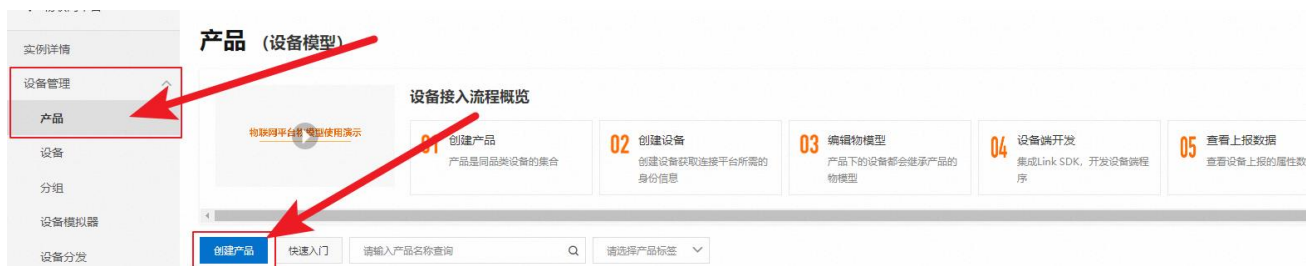 实例详情
产品 (设备模型)
设备管理
产品
设备
分组
设备模拟器
设备分发
设备接入流程概览
物联网平台物模型使用演示
01 创建产品
产品是同品类设备的集合
02 创建设备
创建设备获取连接平台所需的
身份信息
03 编辑物模型
产品下的设备都会继承产品的
物模型
04 设备端开发
集成Link SDK，开发设备端程
序
05 查看上报数据
查看设备上报的属性数
创建产品
快速入门
请输入产品名称查询
请选择产品标签